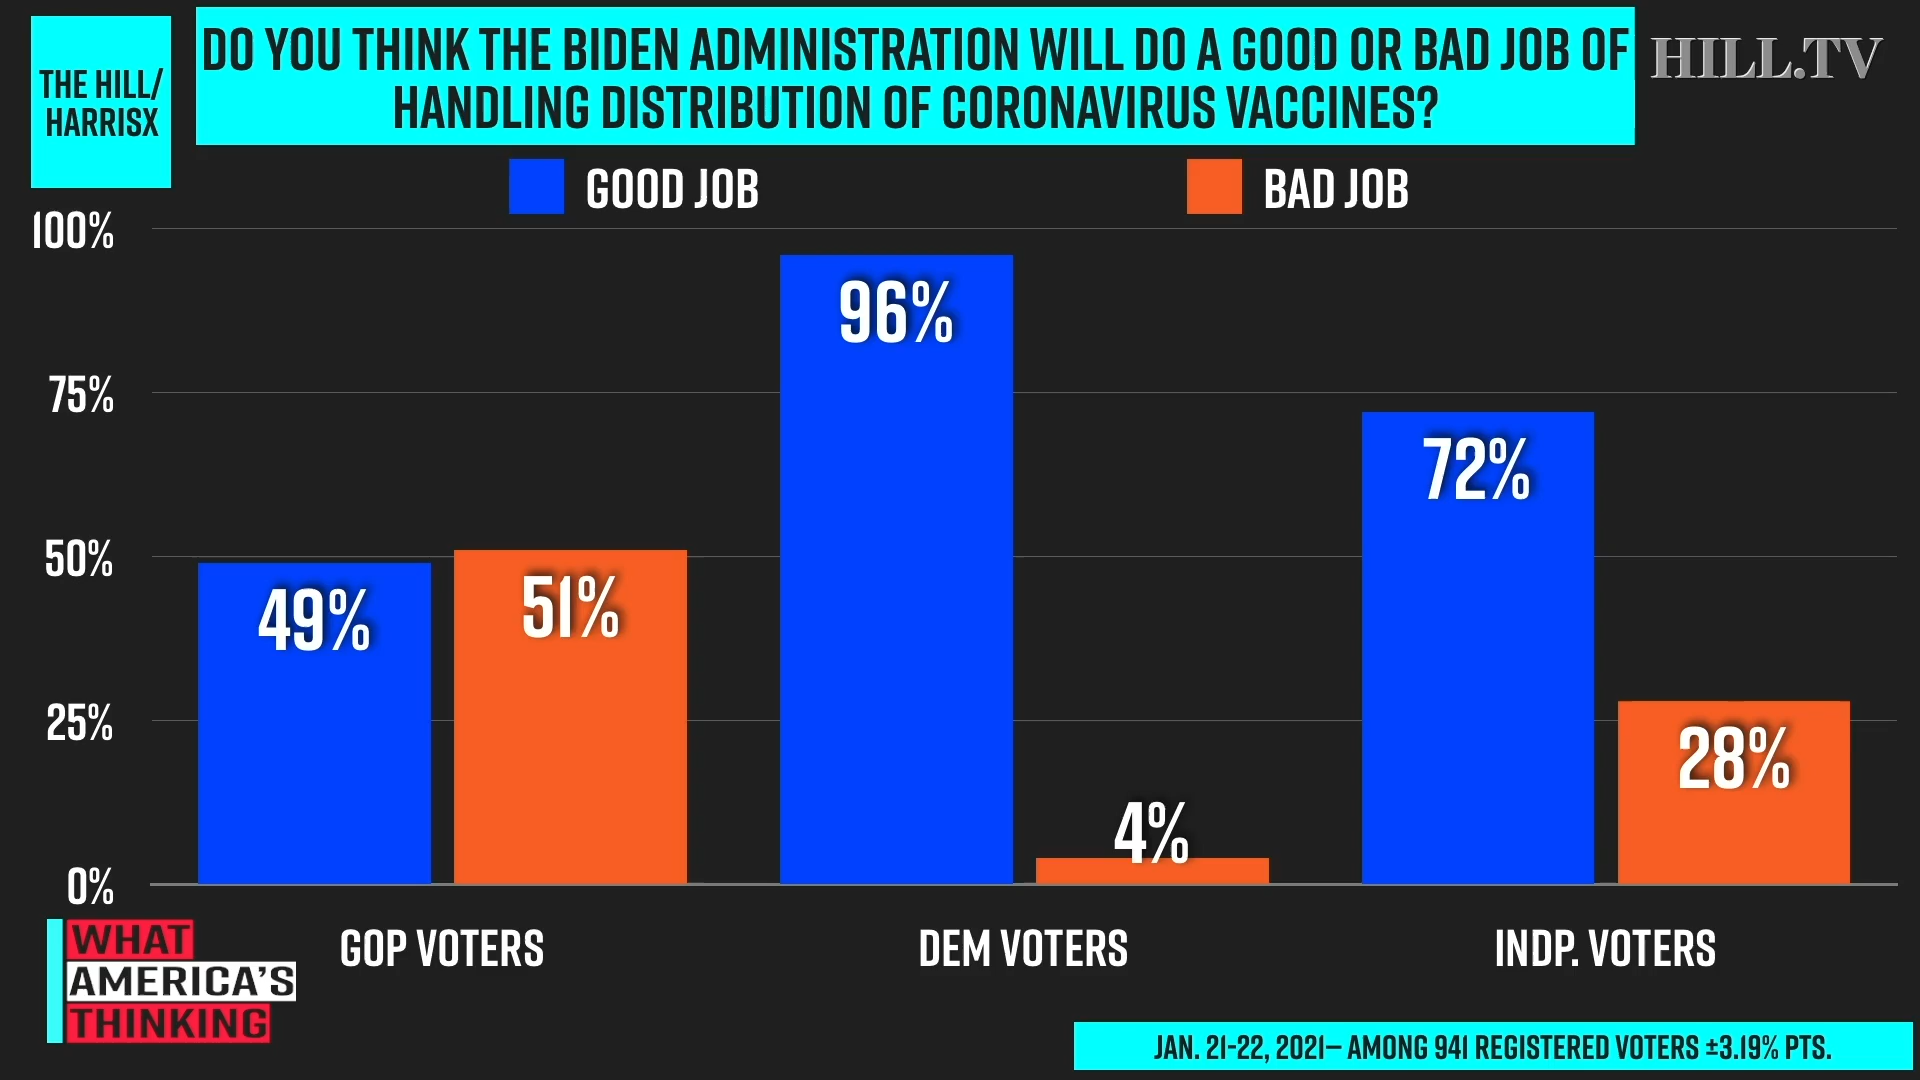 THE HILL/
HARRISX
DO YOU THINK THE BIDEN ADMINISTRATION WILL DO A GOOD OR BAD JOB OF
HANDLING DISTRIBUTION OF CORONAVIRUS VACCINES?
HILL.TV
GOOD JOB
BAD JOB
100%
75%
50%
25%
0%
49%
51%
96%
4%
72%
28%
GOP VOTERS
DEM VOTERS
INDP. VOTERS
WHAT
AMERICA'S
THINKING
JAN. 21-22, 2021– AMONG 941 REGISTERED VOTERS ±3.19% PTS.